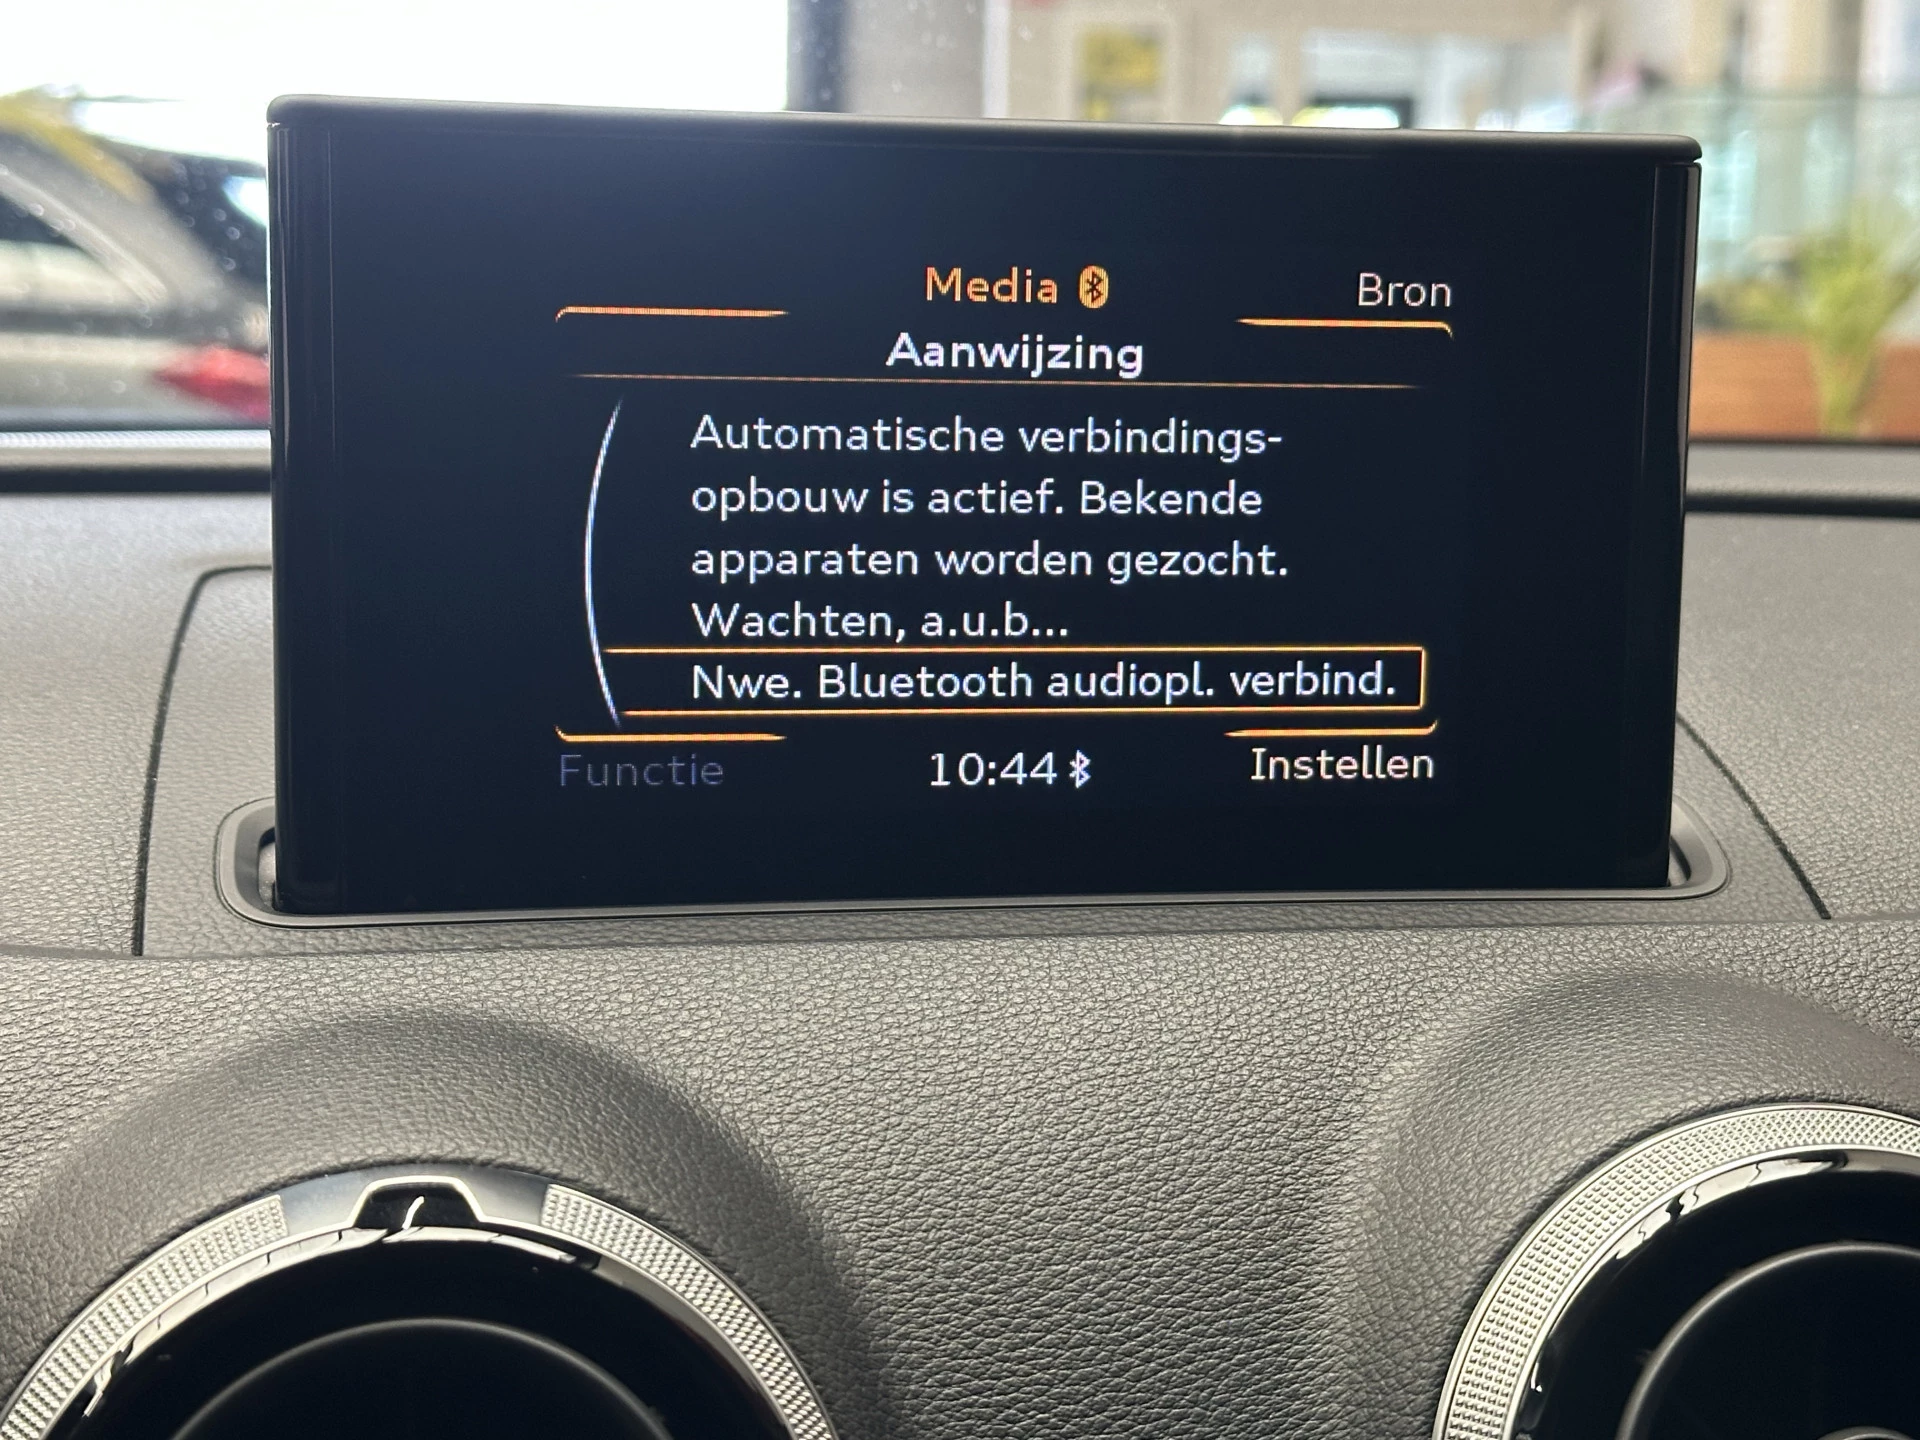 Media
Bron
Aanwijzing
Automatische verbindings-
opbouw is actief. Bekende
apparaten worden gezocht.
Wachten, a.u.b...
Nwe. Bluetooth audiopl. verbind.
Functie
10:44
Instellen